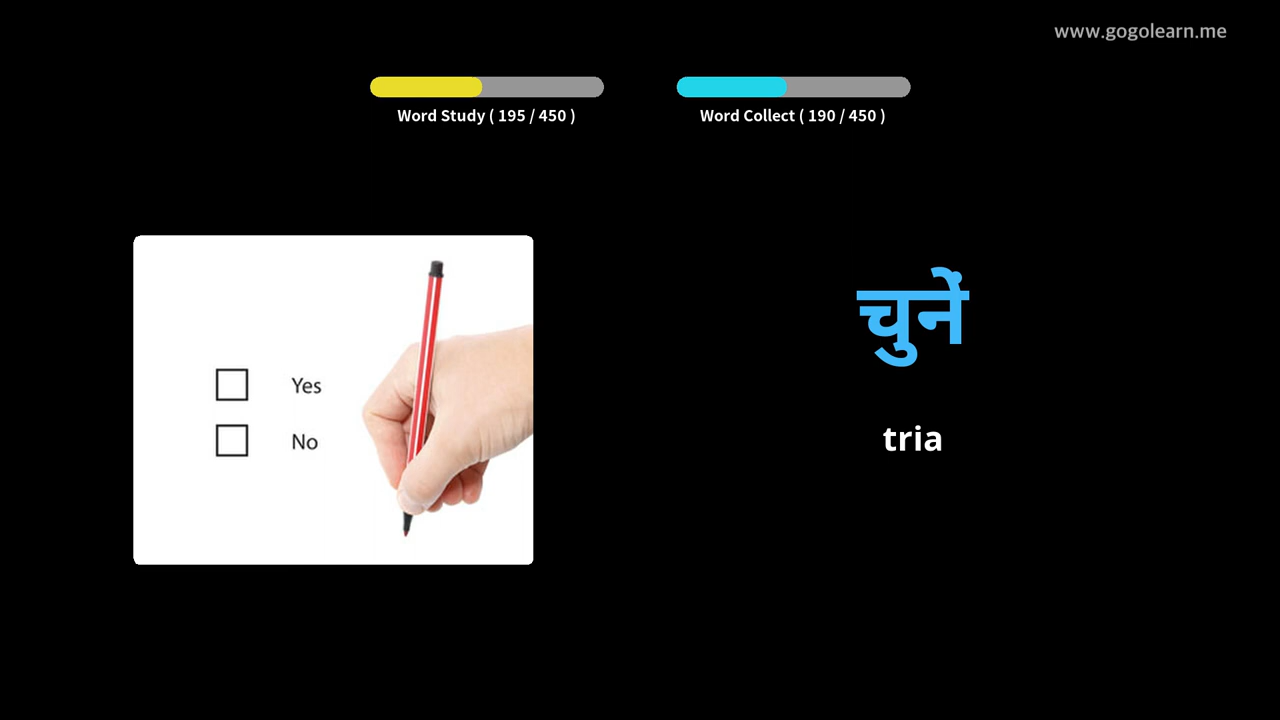 www.gogolearn.me
Word Study ( 195 / 450 )
Word Collect ( 190 / 450 )
Yes
No
चुनें
tria